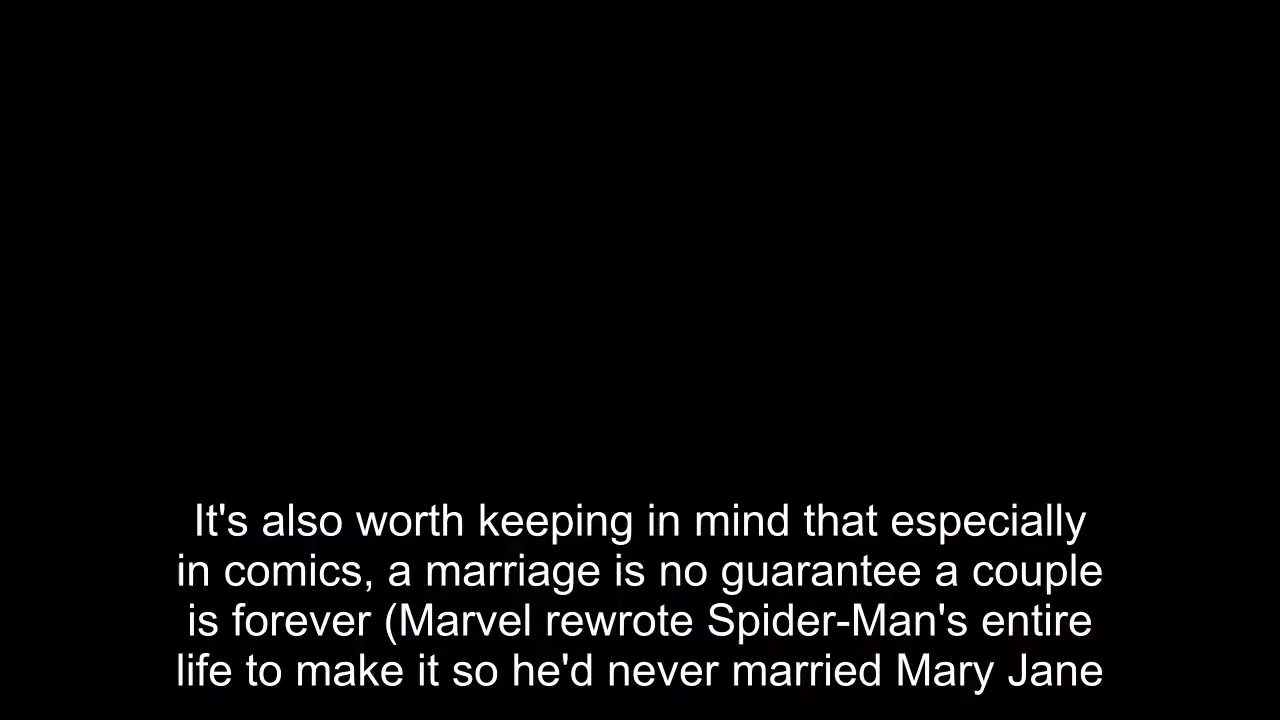 It's also worth keeping in mind that especially
in comics, a marriage is no guarantee a couple
is forever (Marvel rewrote Spider-Man's entire
life to make it so he'd never married Mary Jane